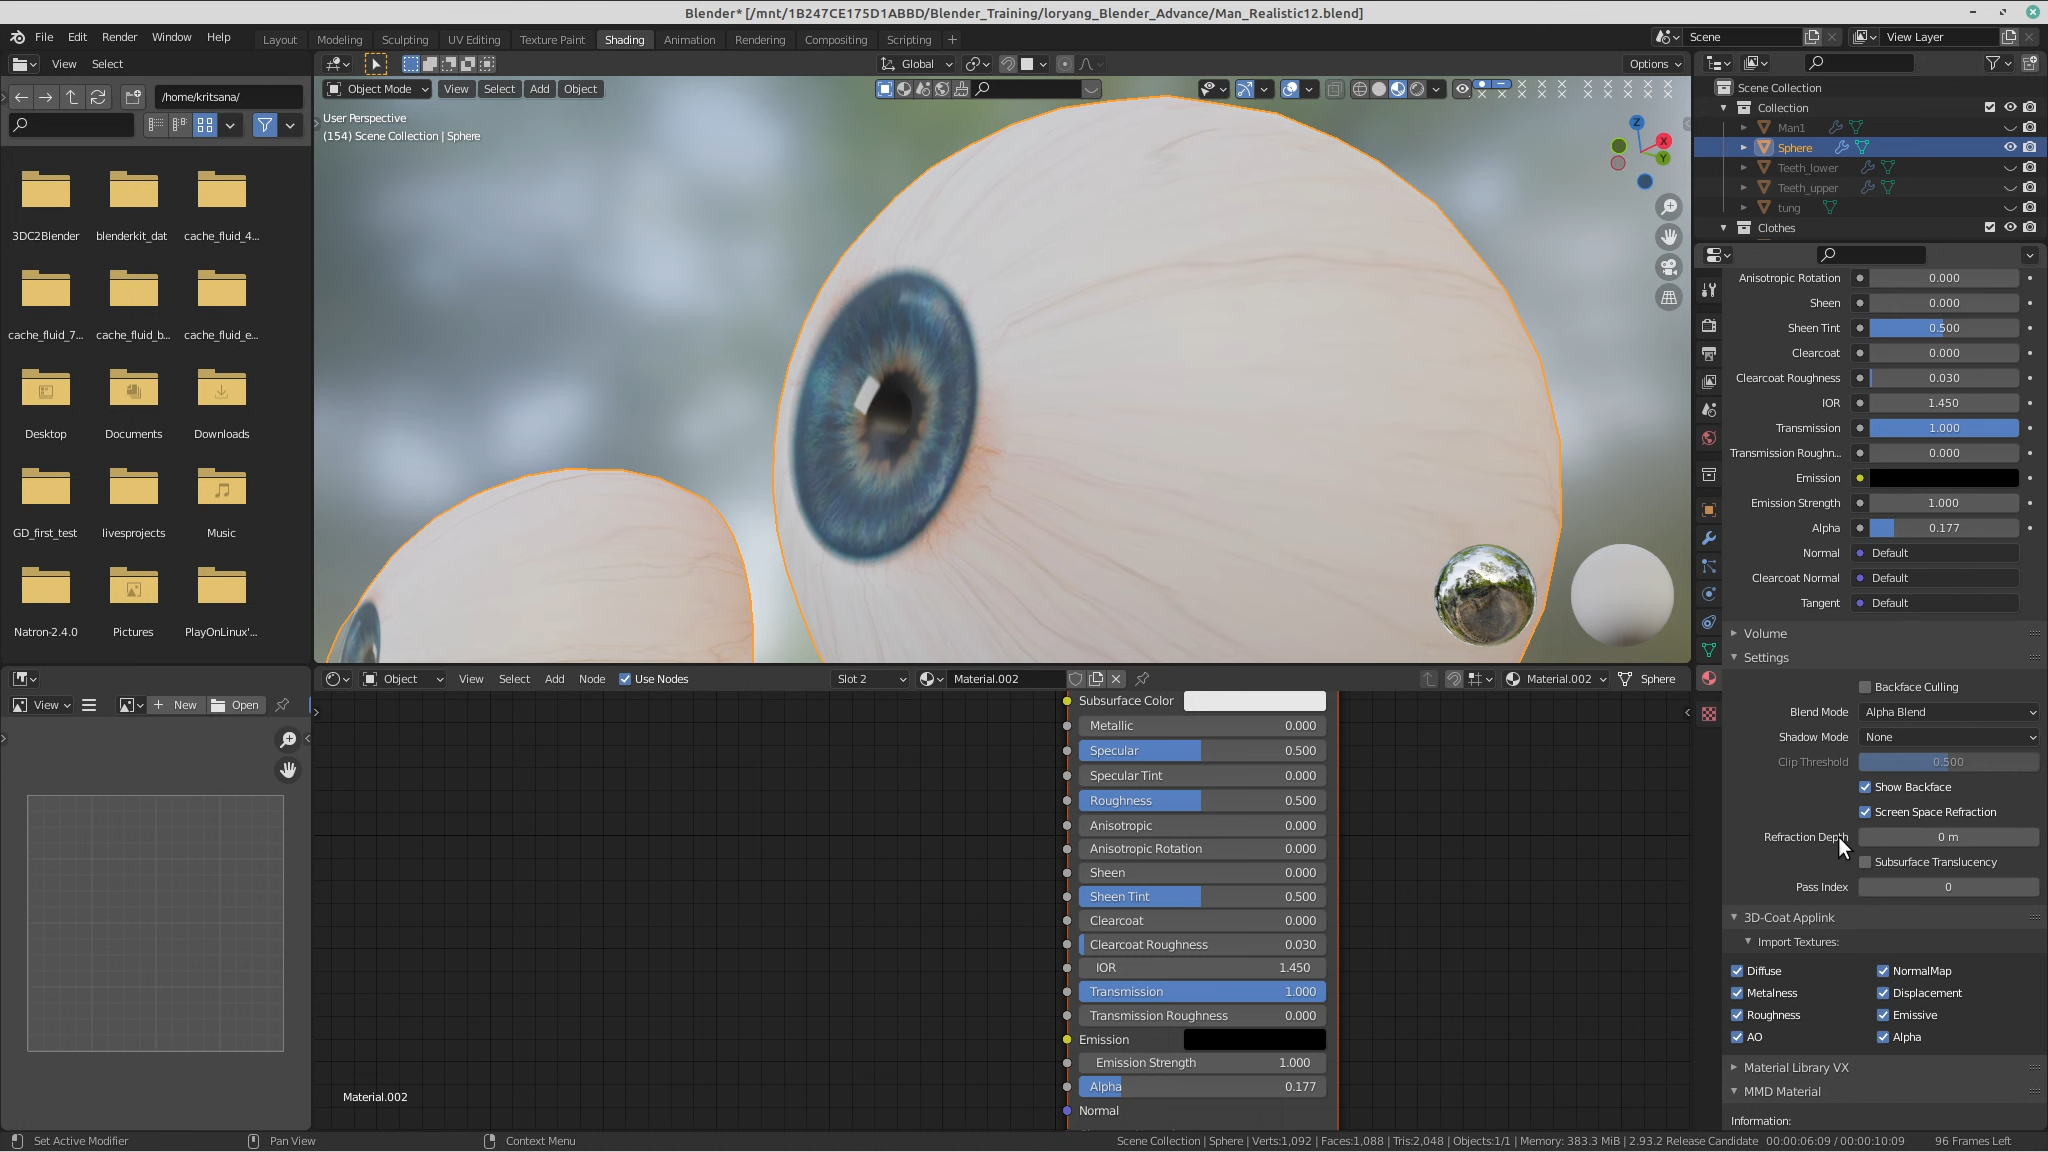 Blender* [/mnt/1B247CE175D1ABBD/Blender_Training/loryang_Blender_Advance/Man_Realistic12.blend]
File Edit Render Window Help
Layout Modeling Sculpting UV Editing Texture Paint Shading Animation Rendering Compositing Scripting +
Scene
View Layer
View Select
/home/kritsana/
3DC2Blender blenderkit_dat cache_fluid_4...
cache_fluid_7... cache_fluid_b... cache_fluid_e...
Desktop Documents Downloads
GD_first_test livesprojects Music
Natron-2.4.0 Pictures PlayOnLinux'...
View New Open
Global
Options
Object Mode View Select Add Object
User Perspective
(154) Scene Collection | Sphere
Z
X
Y
Object View Select Add Node Use Nodes Slot 2 Material.002 Material.002 Sphere
Subsurface Color
Metallic 0.000
Specular 0.500
Specular Tint 0.000
Roughness 0.500
Anisotropic 0.000
Anisotropic Rotation 0.000
Sheen 0.000
Sheen Tint 0.500
Clearcoat 0.000
Clearcoat Roughness 0.030
IOR 1.450
Transmission 1.000
Transmission Roughness 0.000
Emission
Emission Strength 1.000
Alpha 0.177
Normal
Material.002
Scene Collection
Collection
Man1
Sphere
Teeth_lower
Teeth_upper
tung
Clothes
Anisotropic Rotation 0.000
Sheen 0.000
Sheen Tint 0.500
Clearcoat 0.000
Clearcoat Roughness 0.030
IOR 1.450
Transmission 1.000
Transmission Roughn... 0.000
Emission
Emission Strength 1.000
Alpha 0.177
Normal Default
Clearcoat Normal Default
Tangent Default
Volume
Settings
Backface Culling
Blend Mode Alpha Blend
Shadow Mode None
Clip Threshold 0.500
Show Backface
Screen Space Refraction
Refraction Depth 0 m
Subsurface Translucency
Pass Index 0
3D-Coat Applink
Import Textures:
Diffuse NormalMap
Metalness Displacement
Roughness Emissive
AO Alpha
Material Library VX
MMD Material
Information:
Set Active Modifier Pan View Context Menu
Scene Collection | Sphere | Verts:1,092 | Faces:1,088 | Tris:2,048 | Objects:1/1 | Memory: 383.3 MiB | 2.93.2 Release Candidate 00:00:06:09 / 00:00:10:09 96 Frames Left